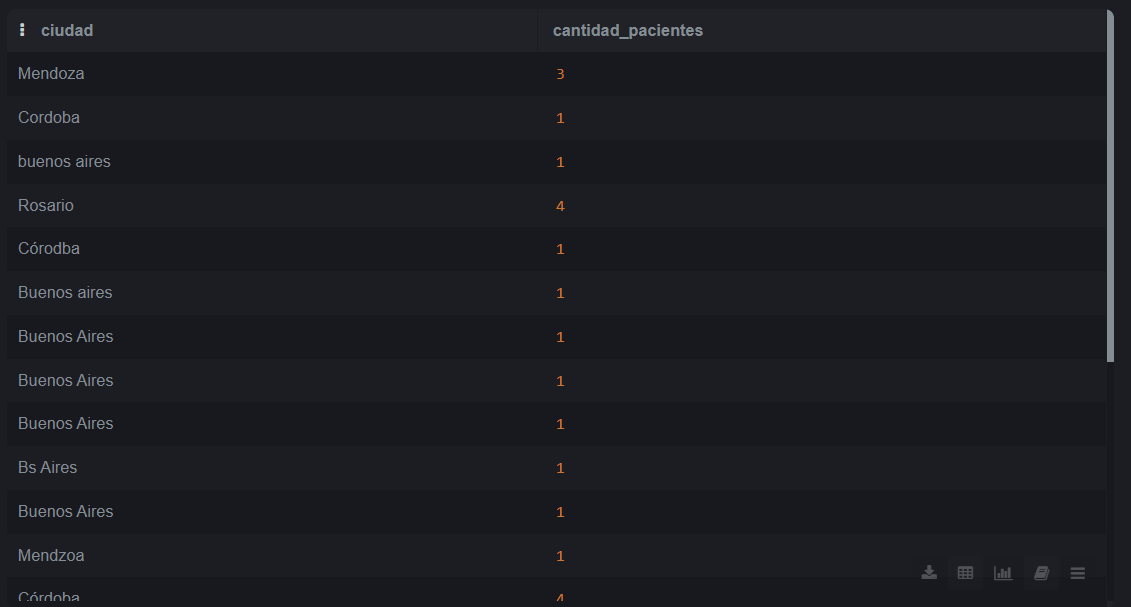 ciudad cantidad_pacientes
Mendoza 3
Cordoba 1
buenos aires 1
Rosario 4
Córodba 1
Buenos aires 1
Buenos Aires 1
Buenos Aires 1
Buenos Aires 1
Bs Aires 1
Buenos Aires 1
Mendzoa 1
Córdoba 4